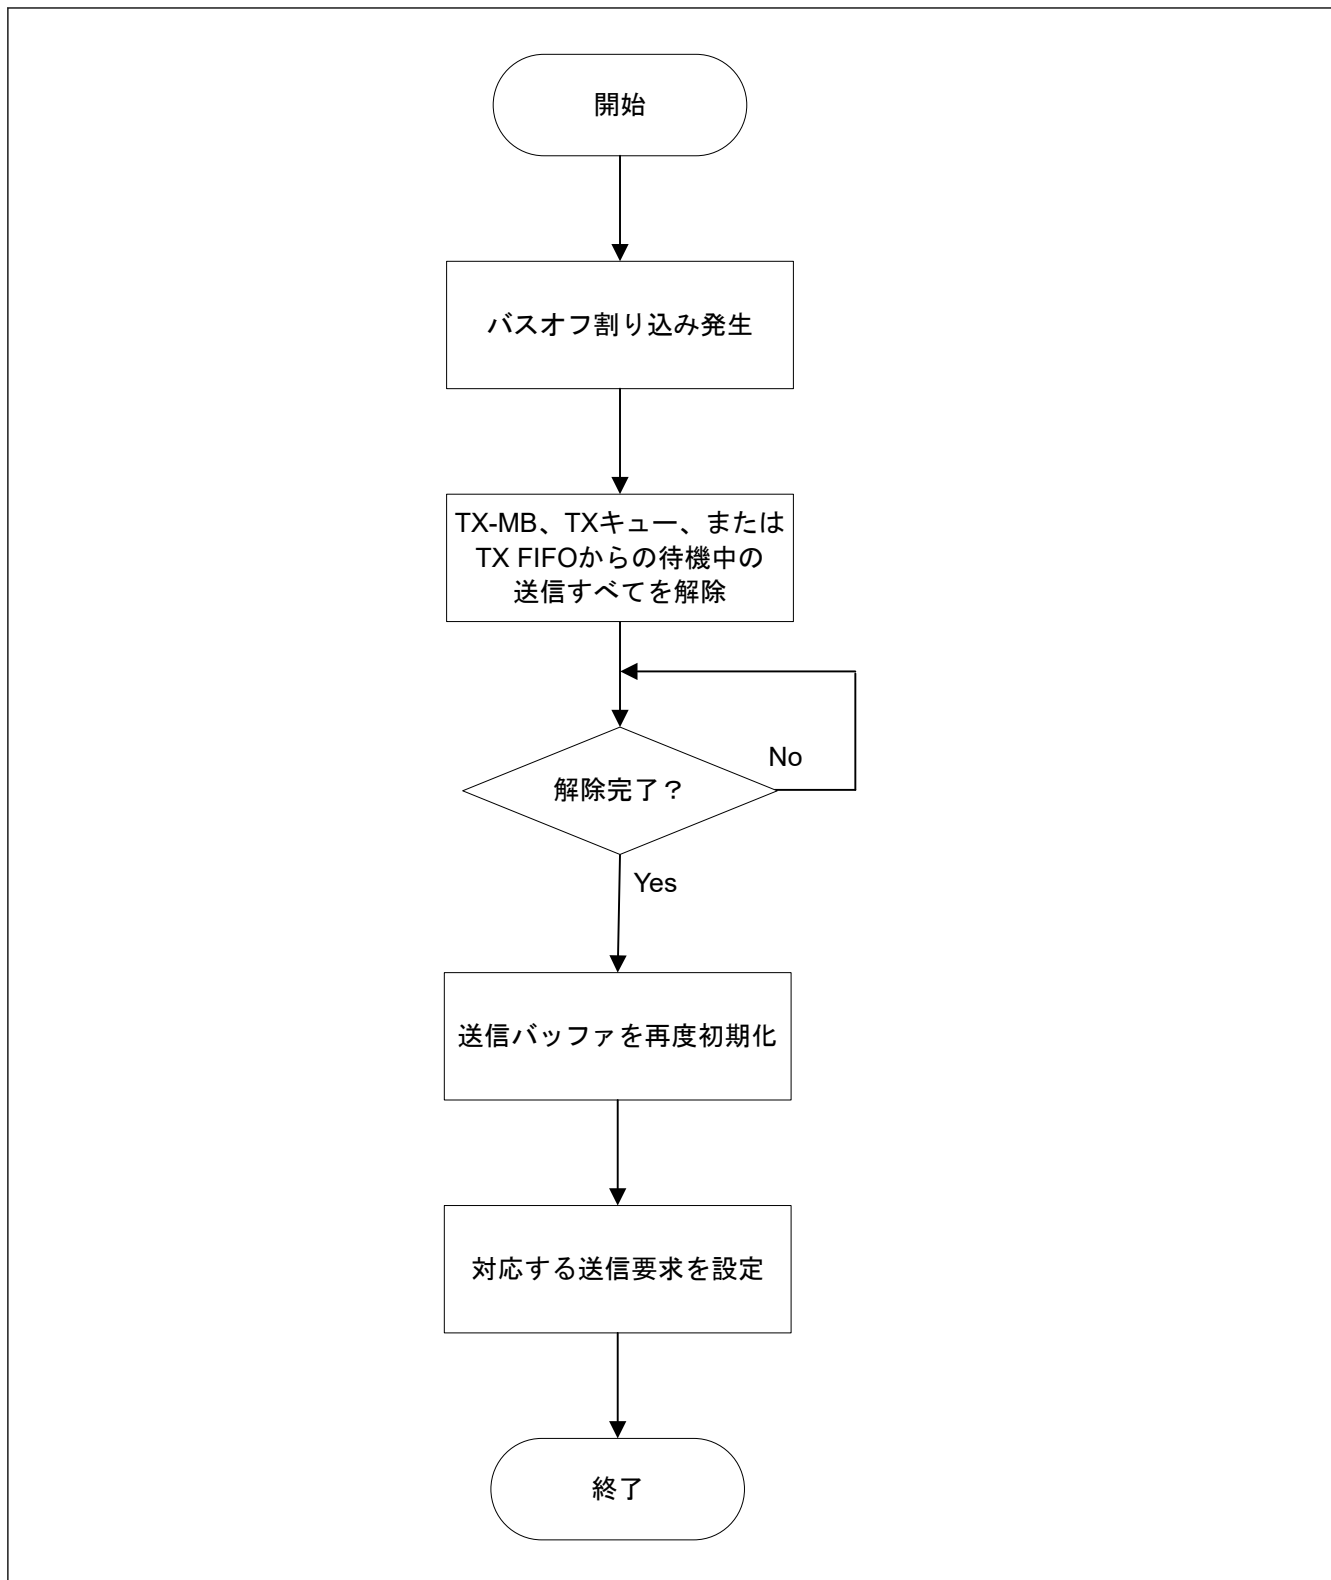 開始
バスオフ割り込み発生
TX-MB、TXキュー、または
TX FIFOからの待機中の
送信すべてを解除
解除完了？
No
Yes
送信バッファを再度初期化
対応する送信要求を設定
終了